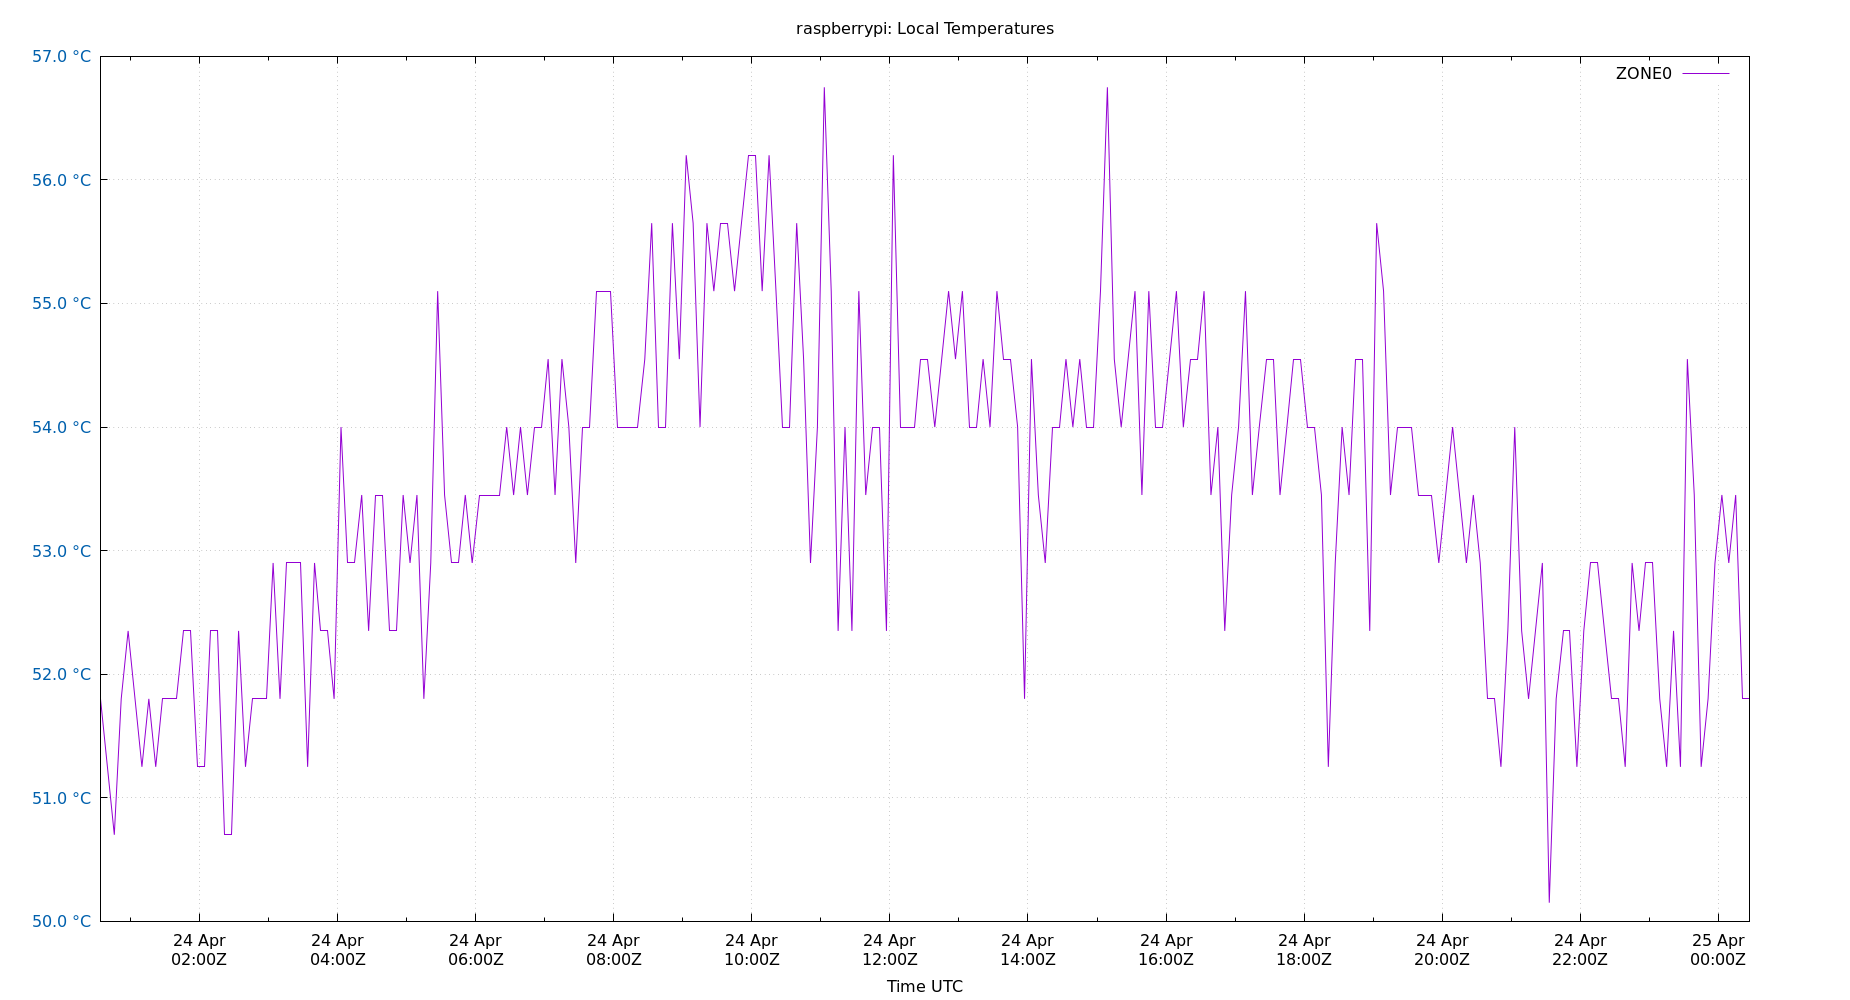 raspberrypi: Local Temperatures
ZONE0
57.0 °C
56.0 °C
55.0 °C
54.0 °C
53.0 °C
52.0 °C
51.0 °C
50.0 °C
24 Apr 24 Apr 24 Apr 24 Apr 24 Apr 24 Apr 24 Apr 24 Apr 24 Apr 24 Apr 24 Apr 25 Apr
02:00Z 04:00Z 06:00Z 08:00Z 10:00Z 12:00Z 14:00Z 16:00Z 18:00Z 20:00Z 22:00Z 00:00Z
Time UTC